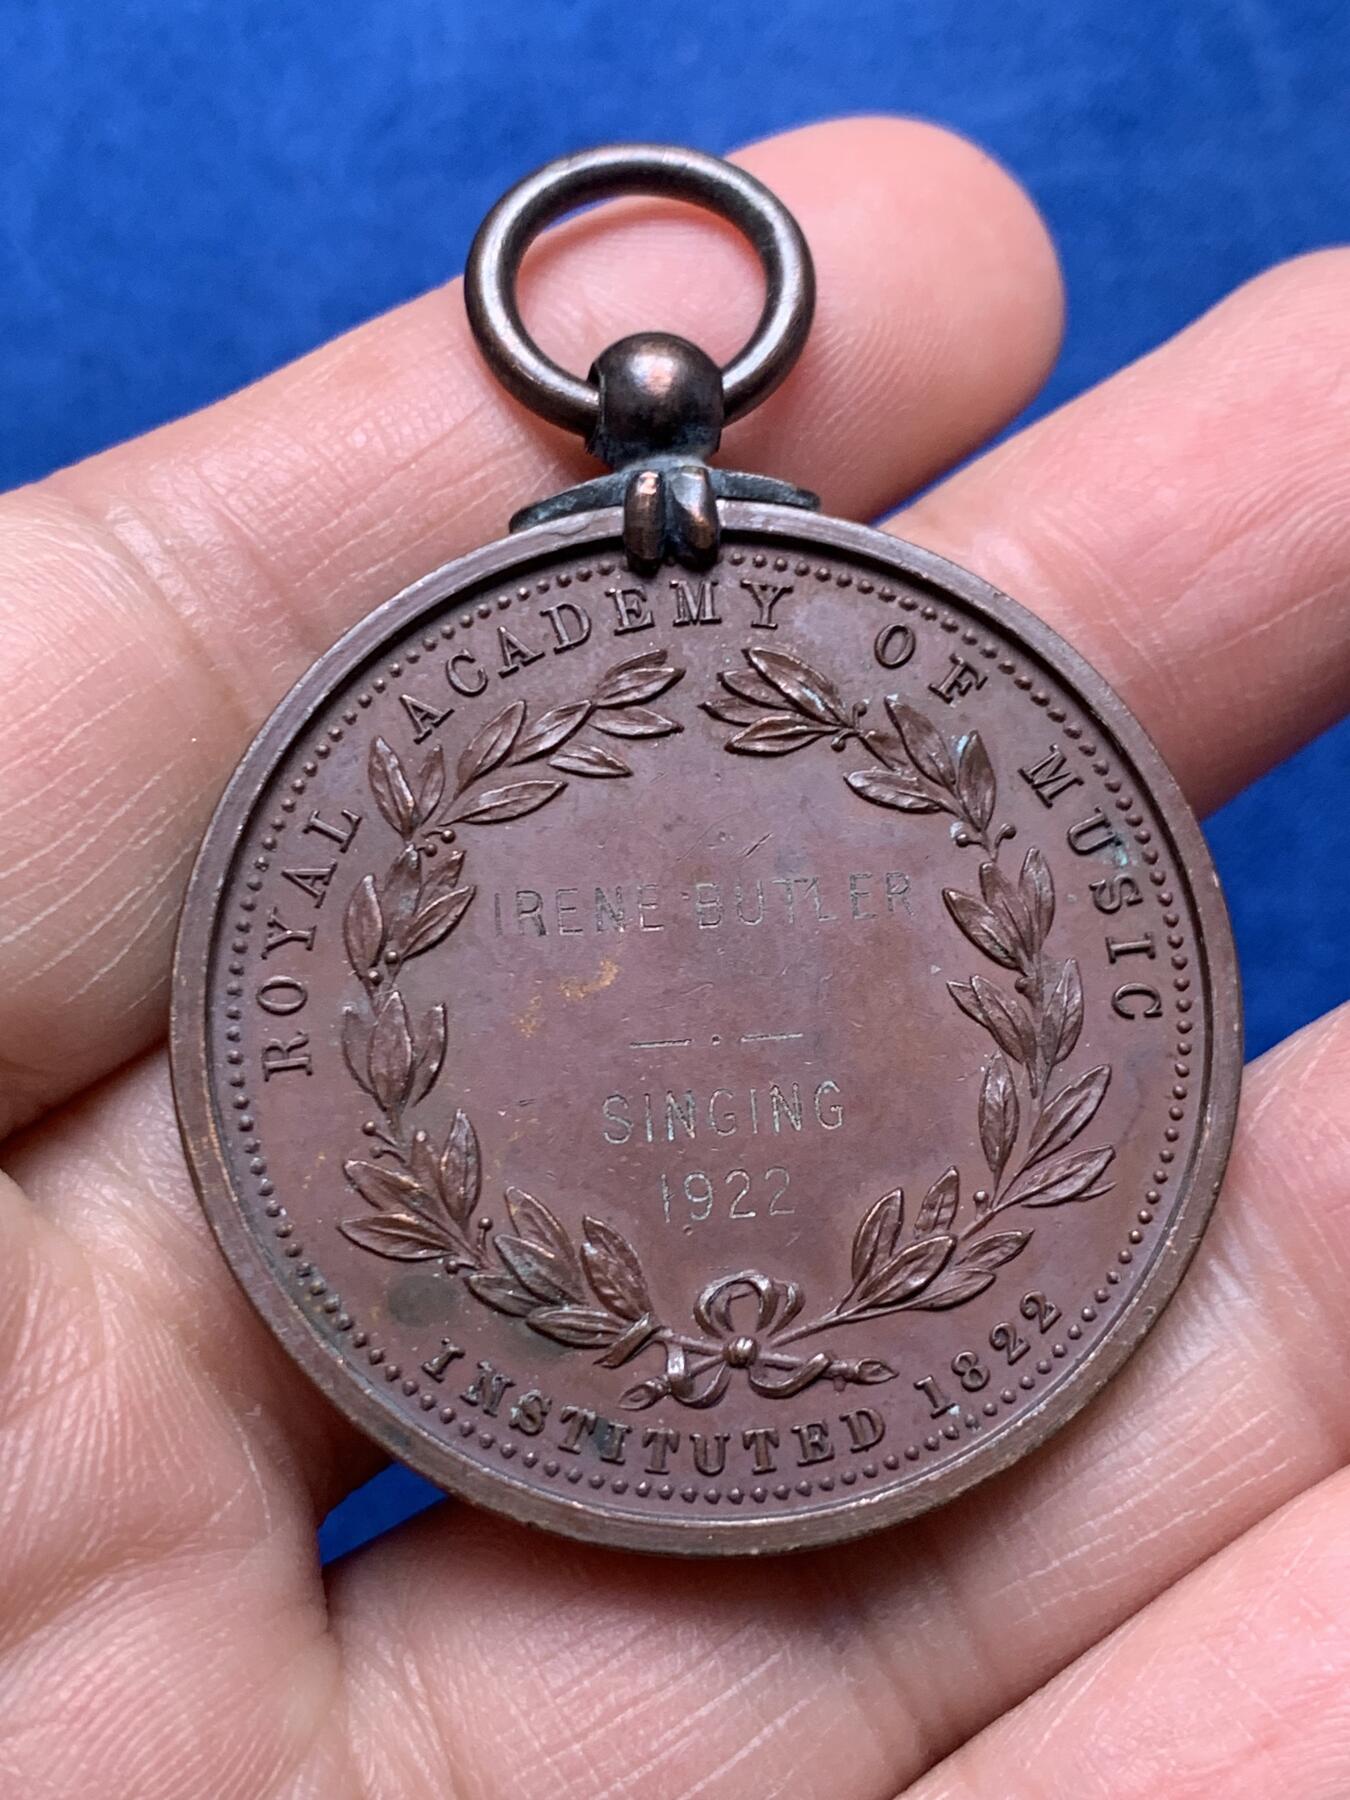 ROYAL ACADEMY OF MUSIC
IRENE BUTLER
SINGING
1922
INSTITUTED 1822